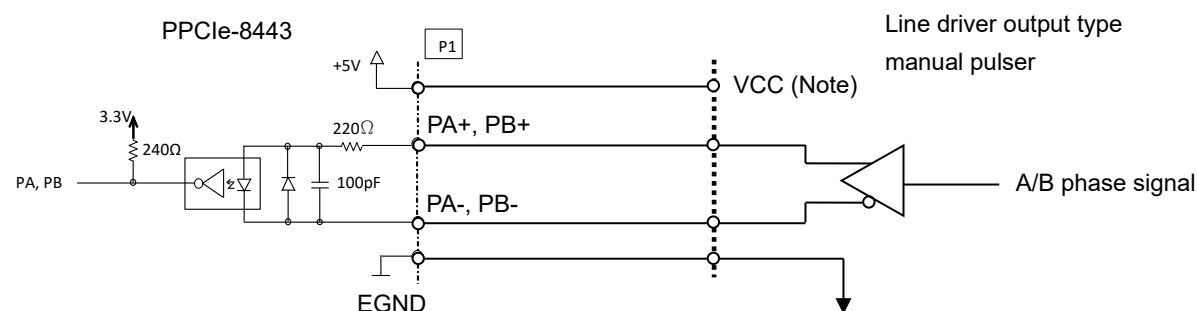 PPCIe-8443
P1
Line driver output type
manual pulser
+5V
VCC (Note)
3.3V
220Ω
PA+, PB+
240Ω
PA, PB
100pF
A/B phase signal
PA-, PB-
EGND